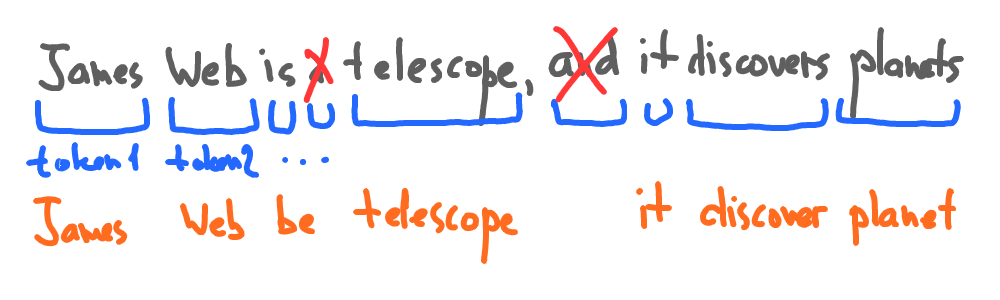 James Web is a telescope, and it discovers planets
token1 token2 ...
James Web be telescope it discover planet